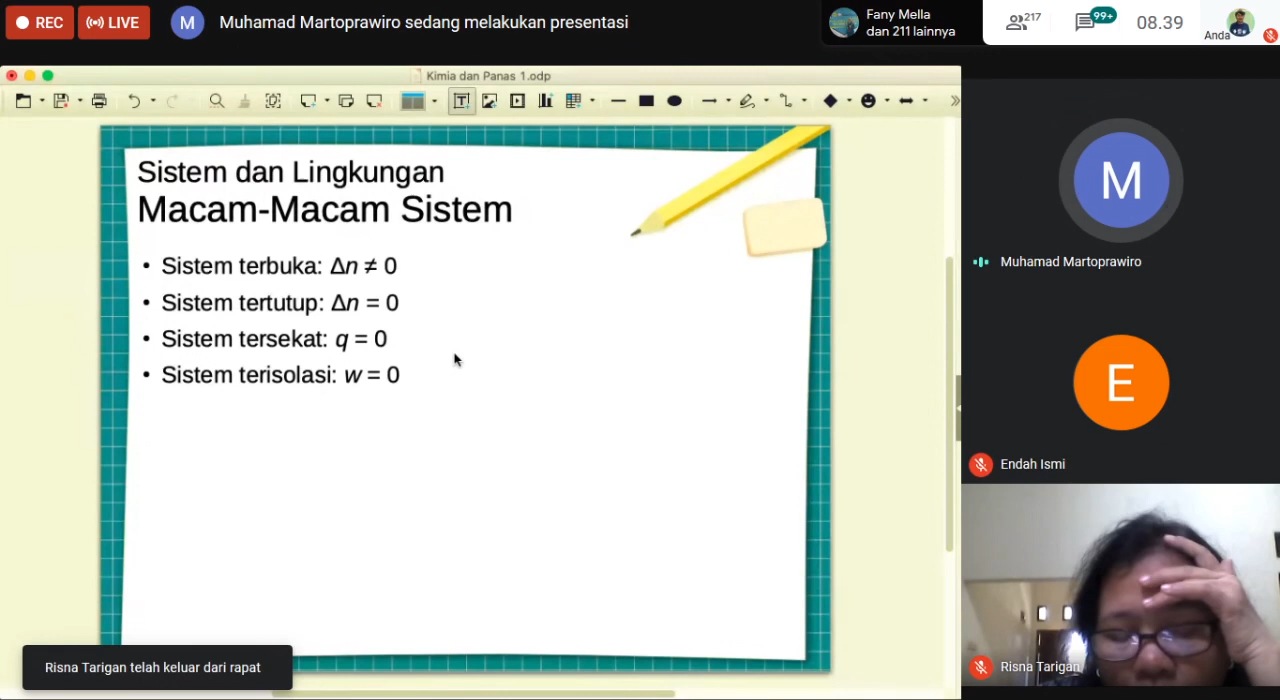 REC
LIVE
M
Muhamad Martoprawiro sedang melakukan presentasi
Fany Mella
dan 211 lainnya
217
99+
08.39
Anda
Kimia dan Panas 1.odp
T
Sistem dan Lingkungan
Macam-Macam Sistem
• Sistem terbuka: Δn ≠ 0
• Sistem tertutup: Δn = 0
• Sistem tersekat: q = 0
• Sistem terisolasi: w = 0
M
Muhamad Martoprawiro
E
Endah Ismi
Risna Tarigan
Risna Tarigan telah keluar dari rapat